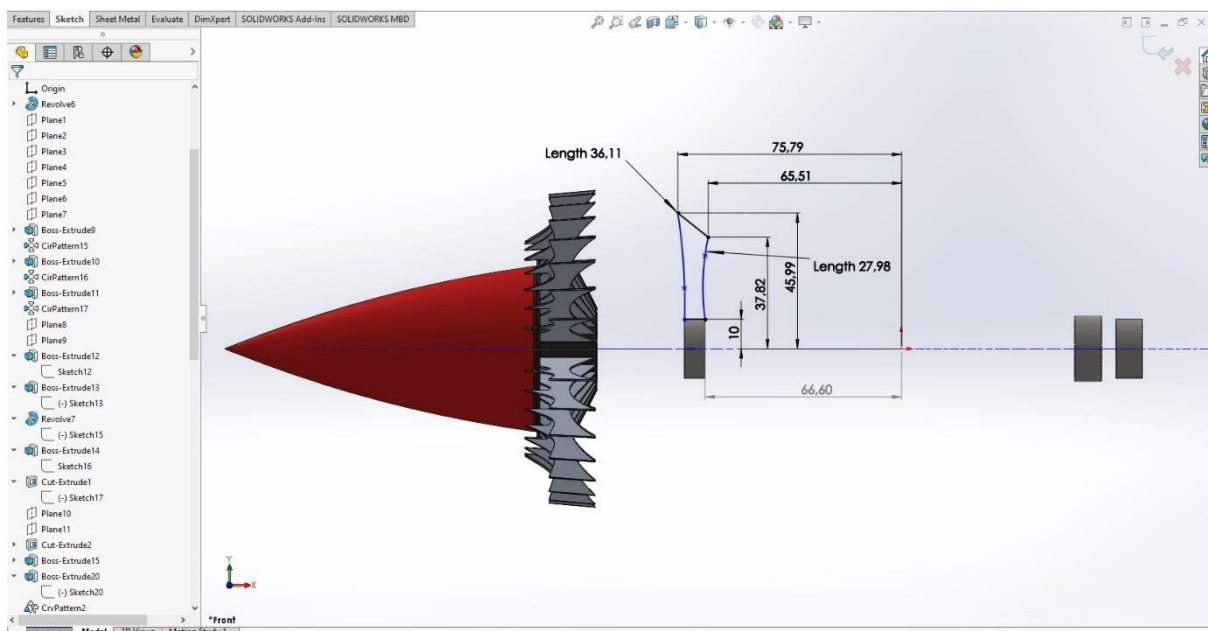 Features Sketch Sheet Metal Evaluate DimXpert SOLIDWORKS Add-Ins SOLIDWORKS MBD
Origin
Revolve6
Plane1
Plane2
Plane3
Plane4
Plane5
Plane6
Plane7
Boss-Extrude9
CirPattern15
Boss-Extrude10
CirPattern16
Boss-Extrude11
CirPattern17
Plane8
Plane9
Boss-Extrude12
Sketch12
Boss-Extrude13
(-) Sketch13
Revolve7
(-) Sketch15
Boss-Extrude14
Sketch16
Cut-Extrude1
(-) Sketch17
Plane10
Plane11
Cut-Extrude2
Boss-Extrude15
Boss-Extrude20
(-) Sketch20
CrvPattern2
Length 36,11
75,79
65,51
Length 27,98
45,99
37,82
10
66,60
Y
X
*Front
Model